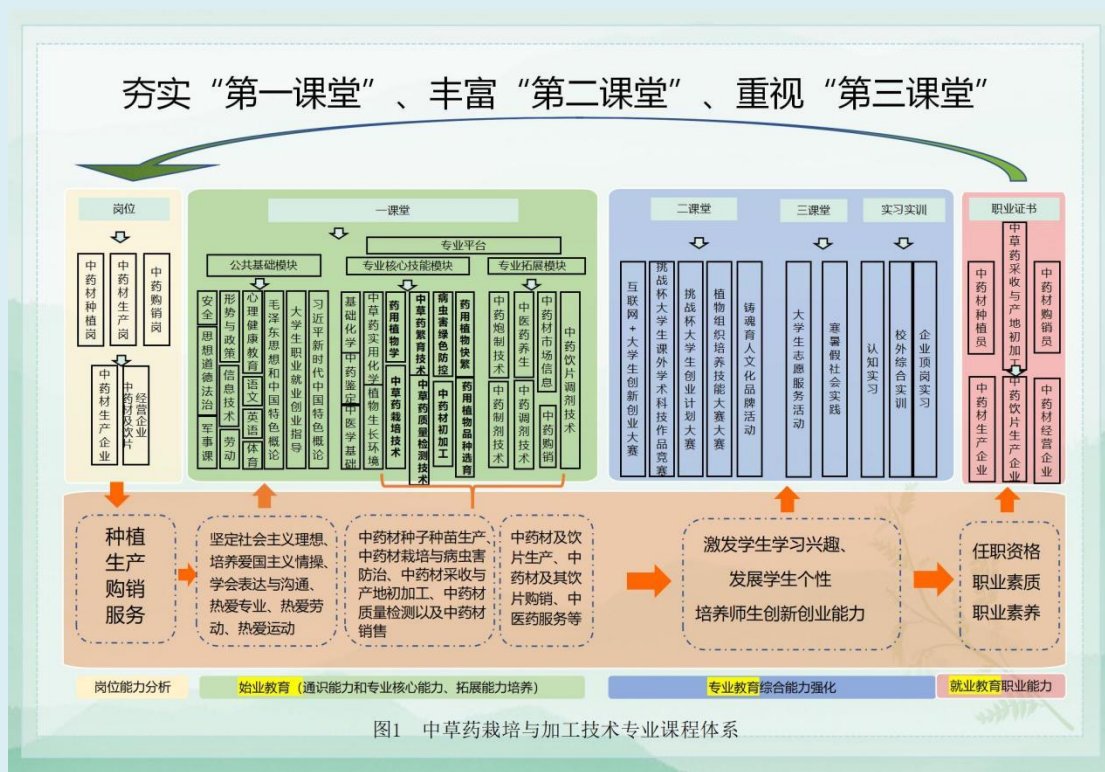 夯实“第一课堂”、丰富“第二课堂”、重视“第三课堂”
岗位
中药材种植岗
中药材生产岗
中药购销岗
中药材生产企业
中药材及饮片
经营企业
一课堂
专业平台
公共基础模块
专业核心技能模块
专业拓展模块
安全
思想道德法治
军事课
形势与政策
信息技术
劳动
心理健康教育
语文
英语
体育
毛泽东思想和中国特色概论
大学生职业就业创业指导
习近平新时代中国特色概论
基础化学
中药鉴定
中医学基础
中草药实用化学
植物生长环境
药用植物学
中草药栽培技术
中草药繁育技术
中草药质量检测技术
病虫害绿色防控
中药材初加工
药用植物快繁
药用植物品种选育
中药炮制技术
中药制剂技术
中医药养生
中药调剂技术
中药材市场信息
中药购销
中药饮片调剂技术
二课堂
三课堂
实习实训
互联网+大学生创新创业大赛
挑战杯大学生课外学术科技作品竞赛
挑战杯大学生创业计划大赛
植物组织培养技能大赛大赛
铸魂育人文化品牌活动
大学生志愿服务活动
寒暑假社会实践
认知实习
校外综合实训
企业顶岗实习
职业证书
中药材种植员
中草药采收与产地初加工
中药材购销员
中药材生产企业
中药饮片生产企业
中药材经营企业
种植
生产
购销
服务
坚定社会主义理想、
培养爱国主义情操、
学会表达与沟通、
热爱专业、热爱劳
动、热爱运动
中药材种子种苗生产、
中药材栽培与病虫害
防治、中药材采收与
产地初加工、中药材
质量检测以及中药材
销售
中药材及饮
片生产、中
药材及其饮
片购销、中
医药服务等
激发学生学习兴趣、
发展学生个性
培养师生创新创业能力
任职资格
职业素质
职业素养
岗位能力分析
始业教育（通识能力和专业核心能力、拓展能力培养）
专业教育综合能力强化
就业教育职业能力
图1 中草药栽培与加工技术专业课程体系